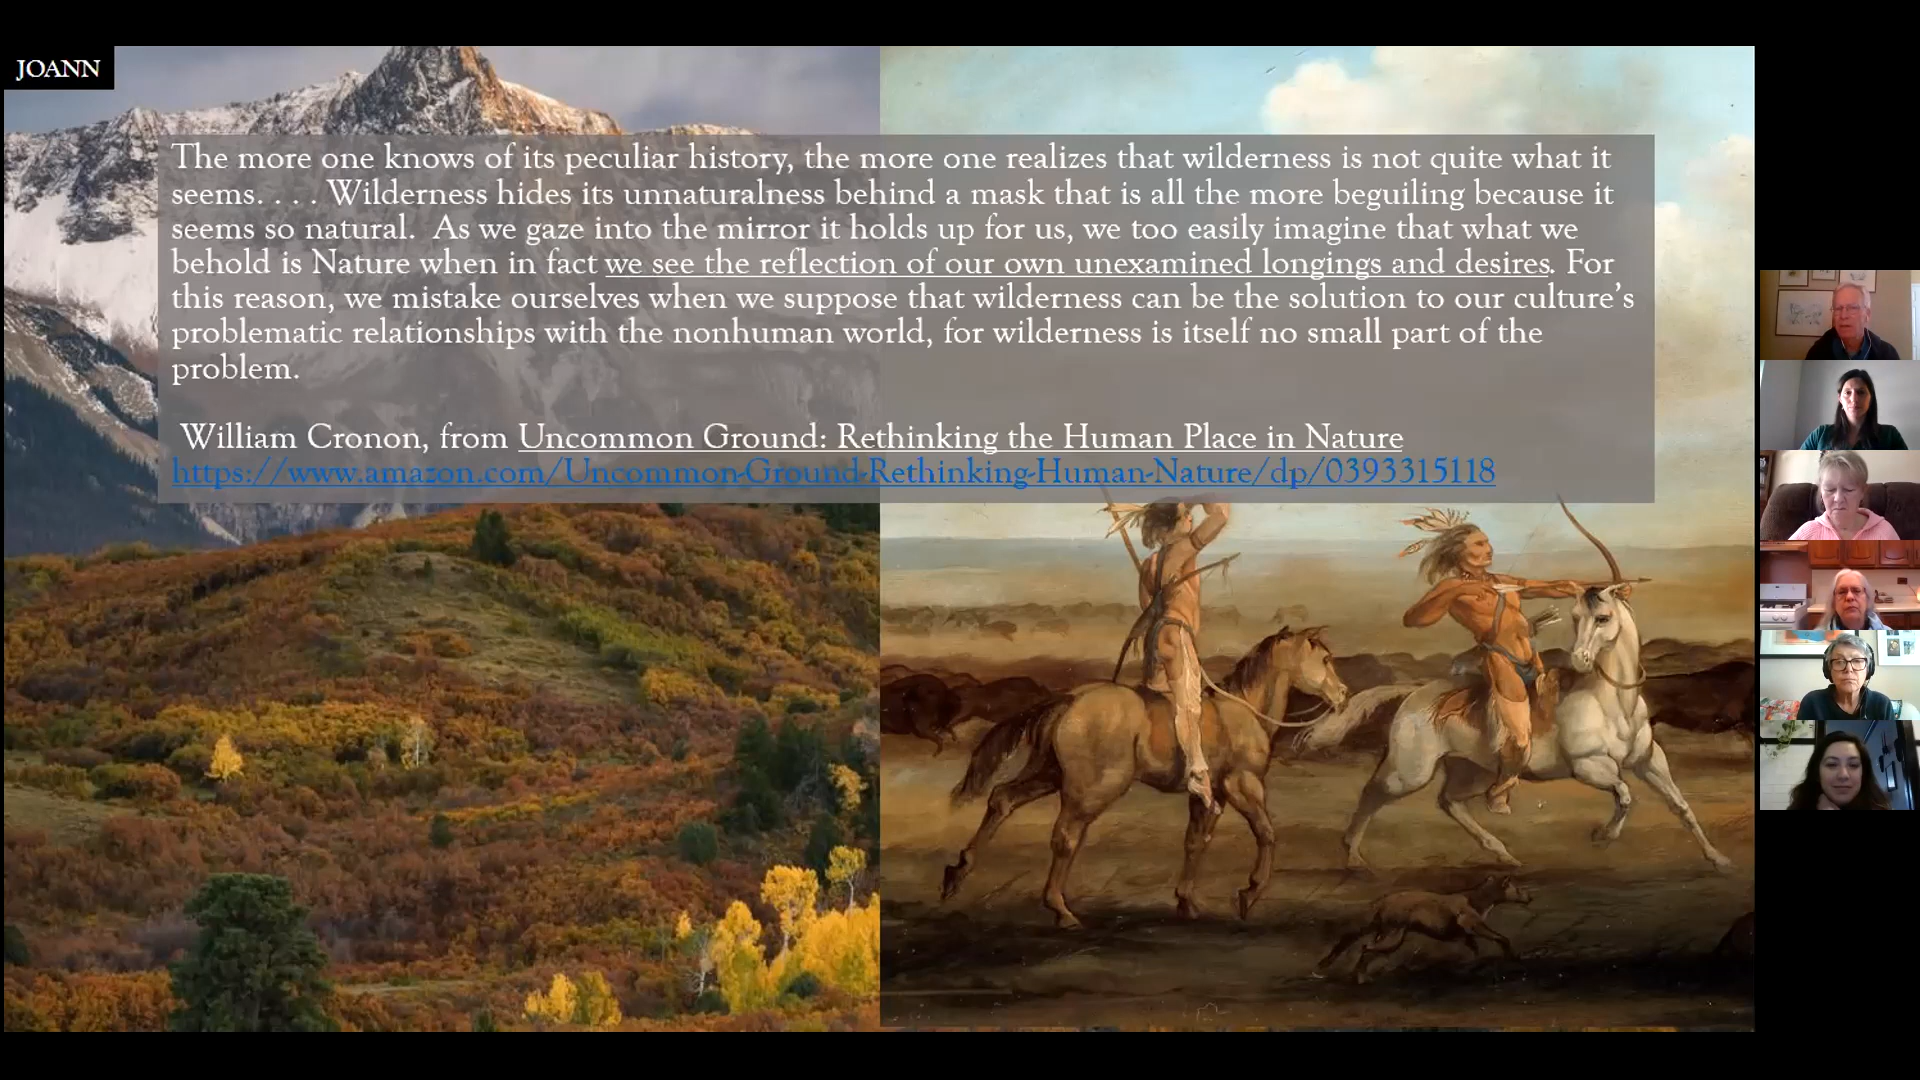 JOANN
The more one knows of its peculiar history, the more one realizes that wilderness is not quite what it
seems. . . . Wilderness hides its unnaturalness behind a mask that is all the more beguiling because it
seems so natural.  As we gaze into the mirror it holds up for us, we too easily imagine that what we
behold is Nature when in fact we see the reflection of our own unexamined longings and desires. For
this reason, we mistake ourselves when we suppose that wilderness can be the solution to our culture’s
problematic relationships with the nonhuman world, for wilderness is itself no small part of the
problem.
William Cronon, from Uncommon Ground: Rethinking the Human Place in Nature
https://www.amazon.com/Uncommon-Ground-Rethinking-Human-Nature/dp/0393315118